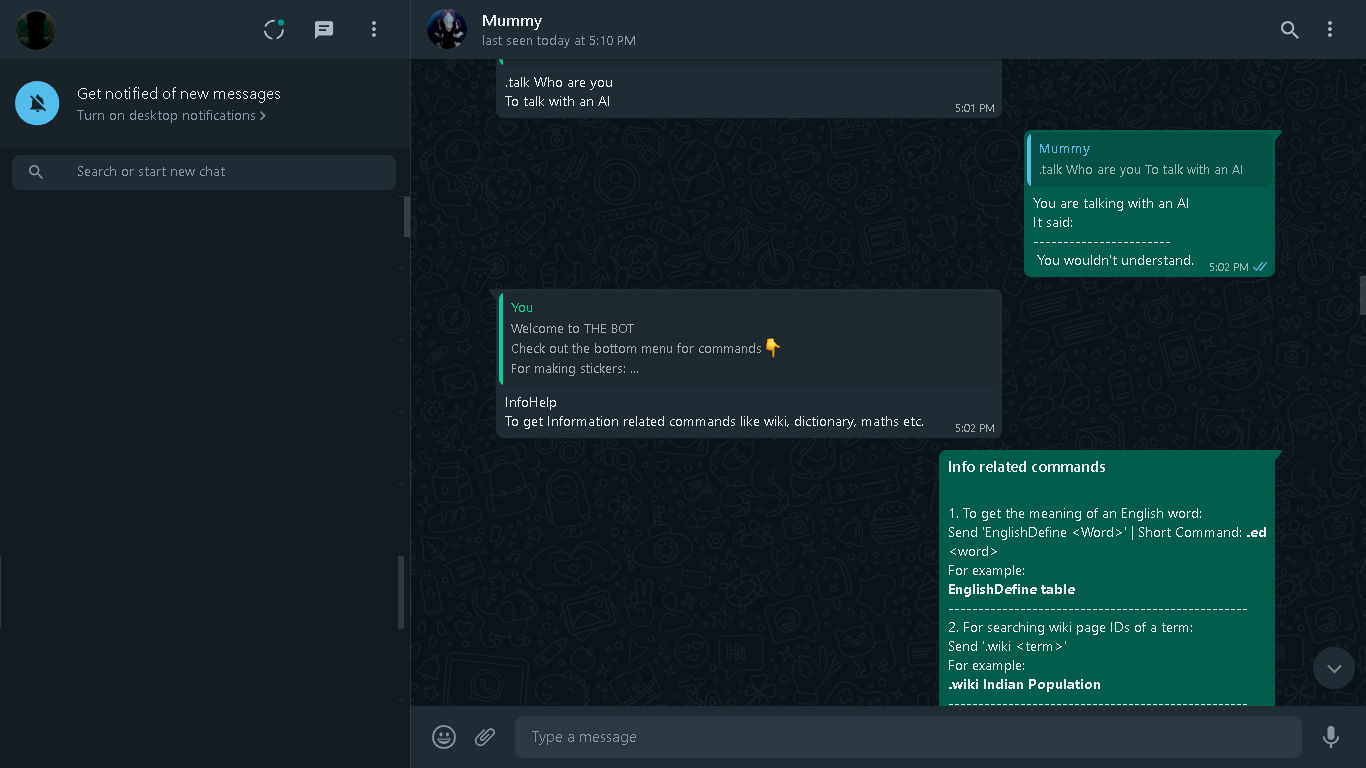 Get notified of new messages
Turn on desktop notifications >
Search or start new chat
Mummy
last seen today at 5:10 PM
.talk Who are you
To talk with an AI
5:01 PM
Mummy
.talk Who are you To talk with an AI
You are talking with an AI
It said:
-----------------------
You wouldn't understand.
5:02 PM
You
Welcome to THE BOT
Check out the bottom menu for commands👇
For making stickers: ...
InfoHelp
To get Information related commands like wiki, dictionary, maths etc.
5:02 PM
Info related commands
1. To get the meaning of an English word:
Send 'EnglishDefine <Word>' | Short Command: .ed
<word>
For example:
EnglishDefine table
--------------------------------------------------
2. For searching wiki page IDs of a term:
Send '.wiki <term>'
For example:
.wiki Indian Population
--------------------------------------------------
Type a message